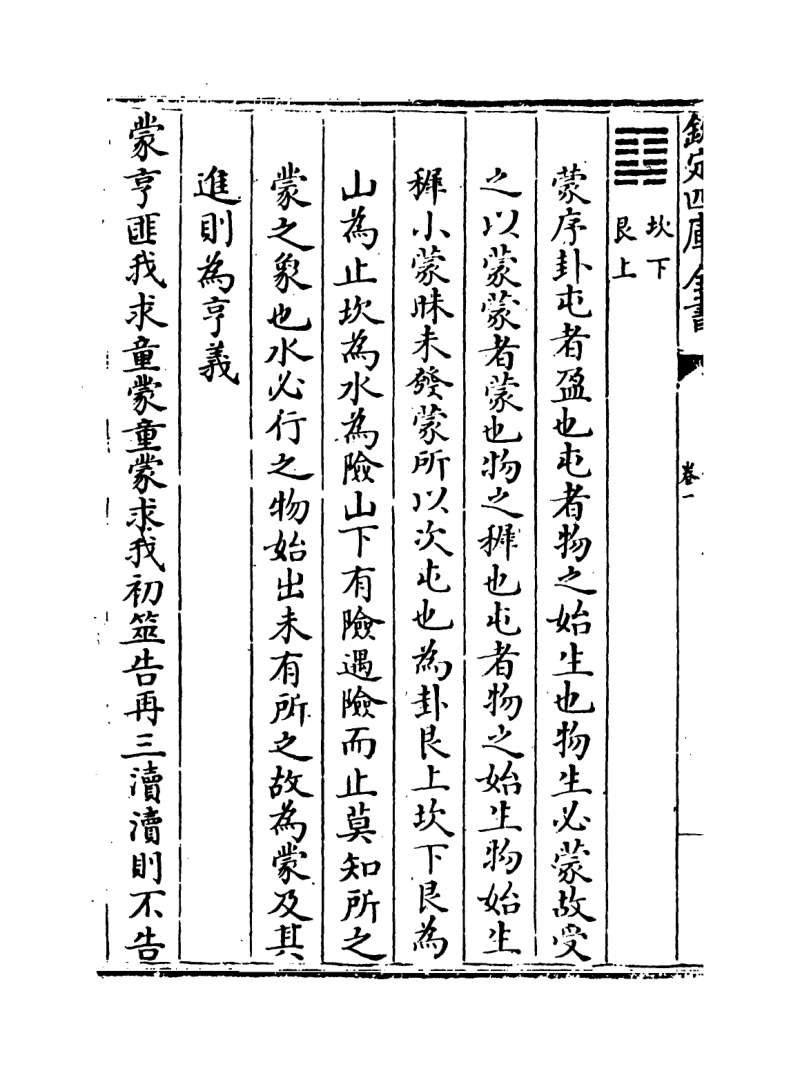 欽定四庫全書
卷一
坎下
艮上
蒙序卦屯者盈也屯者物之始生也物生必蒙故受
之以蒙蒙者蒙也物之穉也屯者物之始生物始生
穉小蒙昧未發蒙所以次屯也為卦艮上坎下艮為
山為止坎為水為險山下有險遇險而止莫知所之
蒙之象也水必行之物始出未有所之故為蒙及其
進則為亨義
蒙亨匪我求童蒙童蒙求我初筮告再三瀆瀆則不告